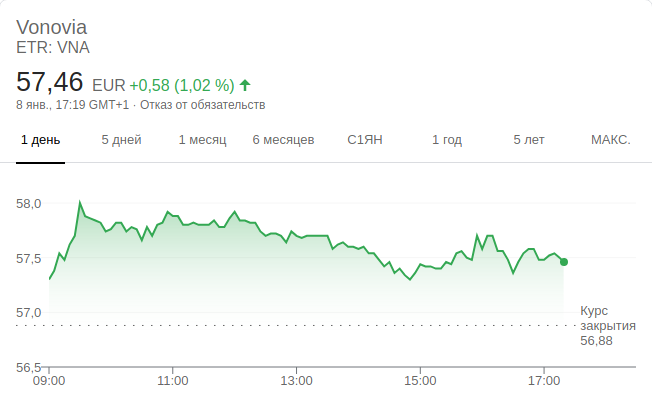 Vonovia
ETR: VNA
57,46 EUR +0,58 (1,02 %)
8 янв., 17:19 GMT+1 · Отказ от обязательств
1 день 5 дней 1 месяц 6 месяцев С1ЯН 1 год 5 лет МАКС.
58,0
57,5
57,0
Курс
закрытия
56,88
56,5
09:00 11:00 13:00 15:00 17:00